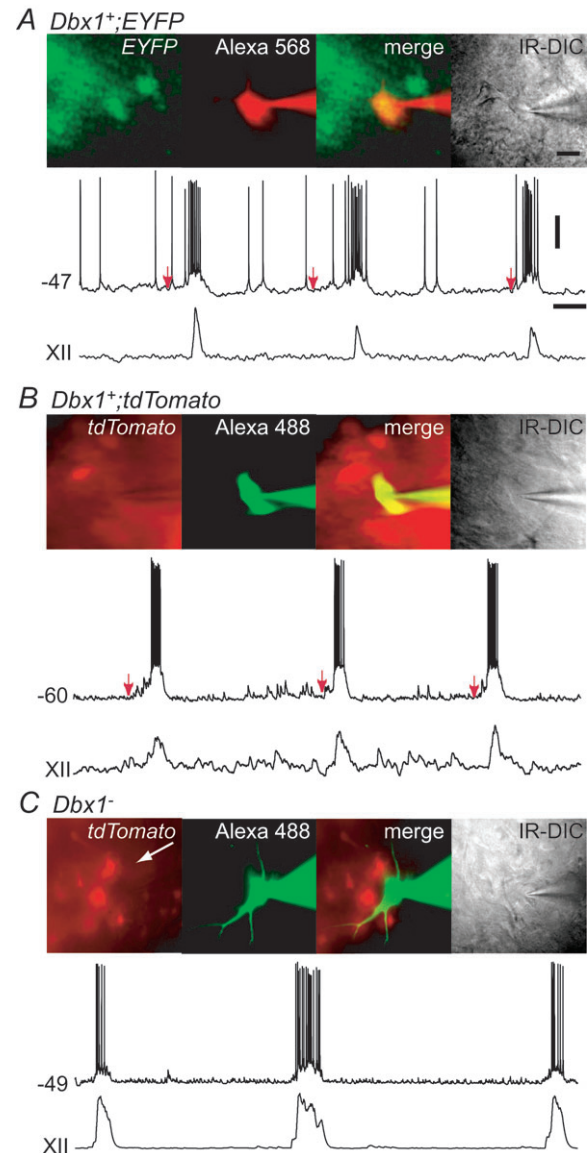 A Dbx1⁺;EYFP
EYFP
Alexa 568
merge
IR-DIC
-47
XII
B Dbx1⁺;tdTomato
tdTomato
Alexa 488
merge
IR-DIC
-60
XII
C Dbx1⁻
tdTomato
Alexa 488
merge
IR-DIC
-49
XII